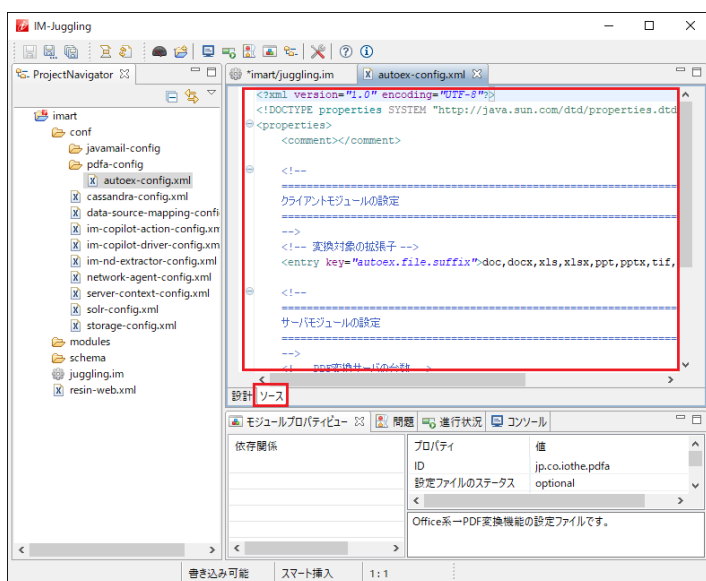 IM-Juggling
ProjectNavigator
imart
conf
javamail-config
pdfa-config
autoex-config.xml
cassandra-config.xml
data-source-mapping-confi
im-copilot-action-config.xm
im-copilot-driver-config.xm
im-nd-extractor-config.xml
network-agent-config.xml
server-context-config.xml
solr-config.xml
storage-config.xml
modules
schema
juggling.im
resin-web.xml
*imart/juggling.im
autoex-config.xml
<?xml version="1.0" encoding="UTF-8"?>
<!DOCTYPE properties SYSTEM "http://java.sun.com/dtd/properties.dtd
<properties>
<comment></comment>
<!--
クライアントモジュールの設定
-->
<!-- 変換対象の拡張子 -->
<entry key="autoex.file.suffix">doc,docx,xls,xlsx,ppt,pptx,tif,
<!--
サーバモジュールの設定
-->
<!-- PDF変換サーバの台数 -->
設計
ソース
モジュールプロパティビュー
問題
進行状況
コンソール
依存関係
プロパティ 値
ID jp.co.iothe.pdfa
設定ファイルのステータス optional
Office系→PDF変換機能の設定ファイルです。
書き込み可能
スマート挿入
1:1